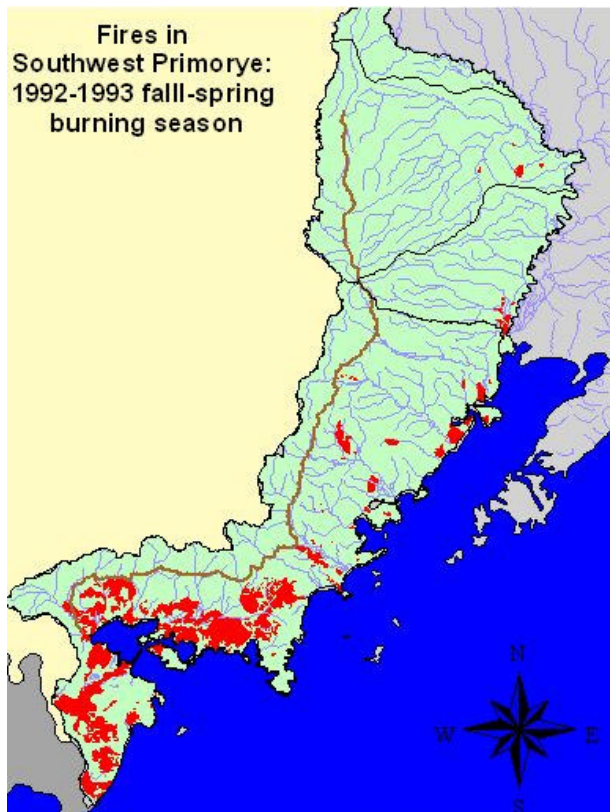 Fires in
Southwest Primorye:
1992-1993 falll-spring
burning season
N
W E
S